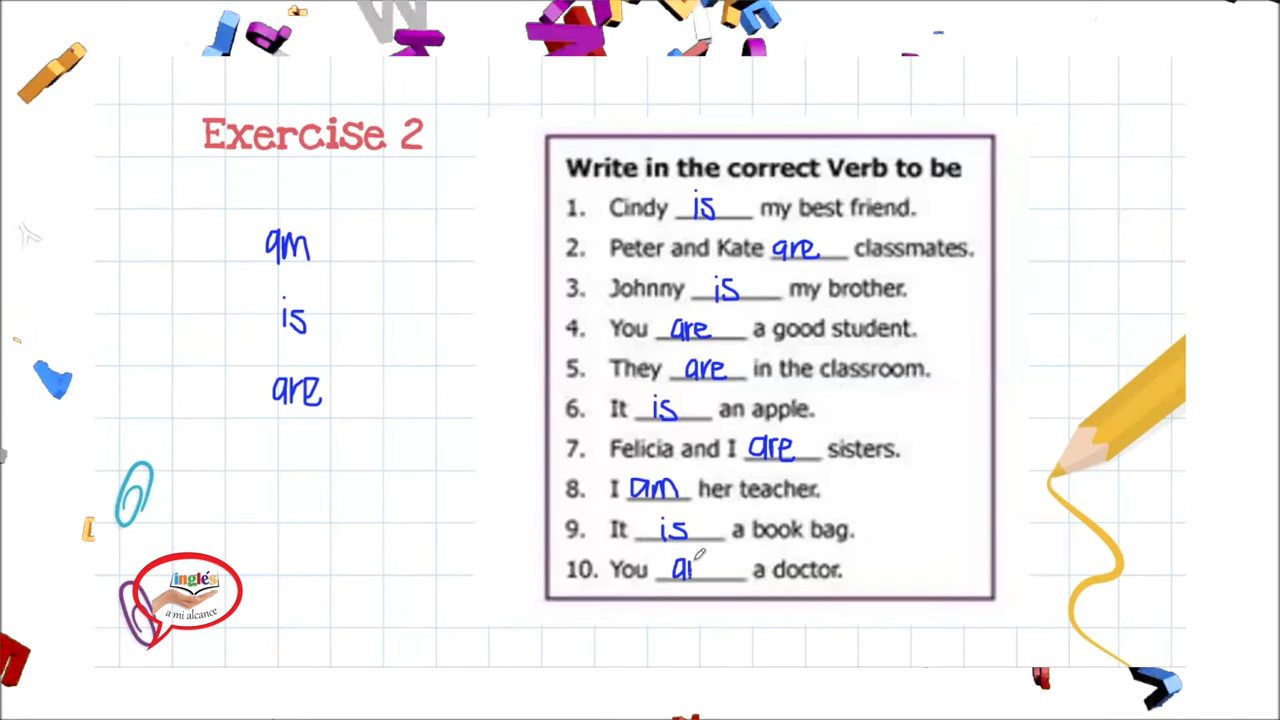 Exercise 2
am
is
are
Write in the correct Verb to be
1. Cindy is my best friend.
2. Peter and Kate are classmates.
3. Johnny is my brother.
4. You are a good student.
5. They are in the classroom.
6. It is an apple.
7. Felicia and I are sisters.
8. I am her teacher.
9. It is a book bag.
10. You ar a doctor.
inglés
a mi alcance